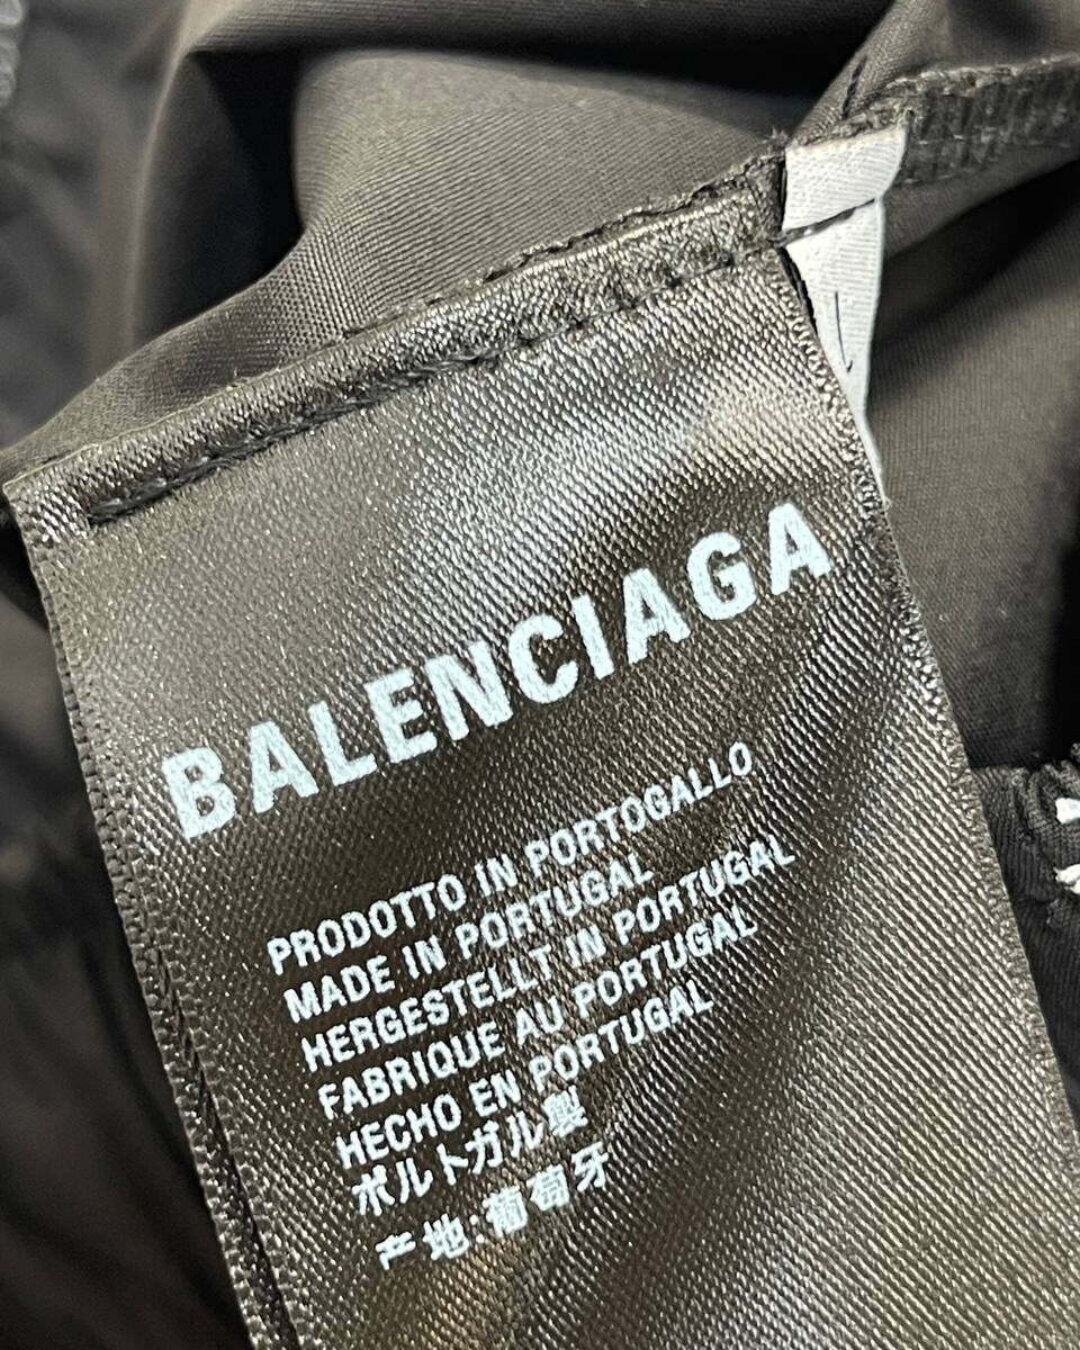 BALENCIAGA
PRODOTTO IN PORTOGALLO
MADE IN PORTUGAL
HERGESTELLT IN PORTUGAL
FABRIQUE AU PORTUGAL
HECHO EN PORTUGAL
ポルトガル製
产地:葡萄牙